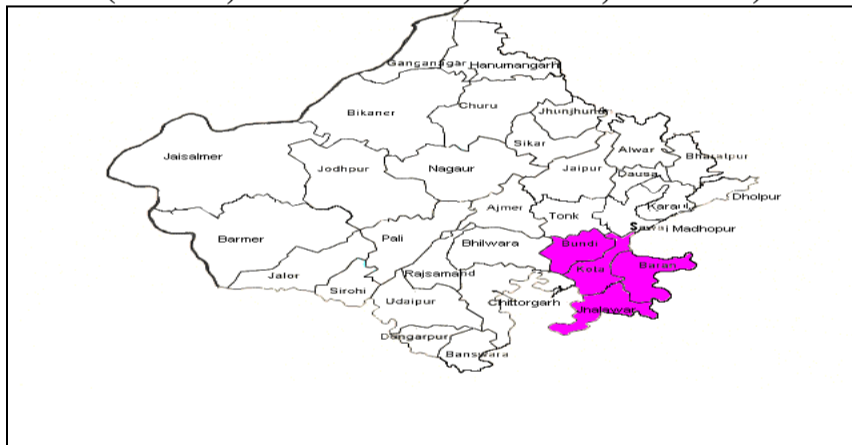 Ganganagar
Hanumangarh
Bikaner
Churu
Jhunjhunu
Sikar
Alwar
Bharatpur
Jaisalmer
Jodhpur
Nagaur
Jaipur
Dausa
Dholpur
Karauli
Ajmer
Tonk
Sawai Madhopur
Barmer
Pali
Bhilwara
Bundi
Kota
Baran
Jalor
Sirohi
Rajsamand
Udaipur
Chittorgarh
Jhalawar
Dangarpur
Banswara